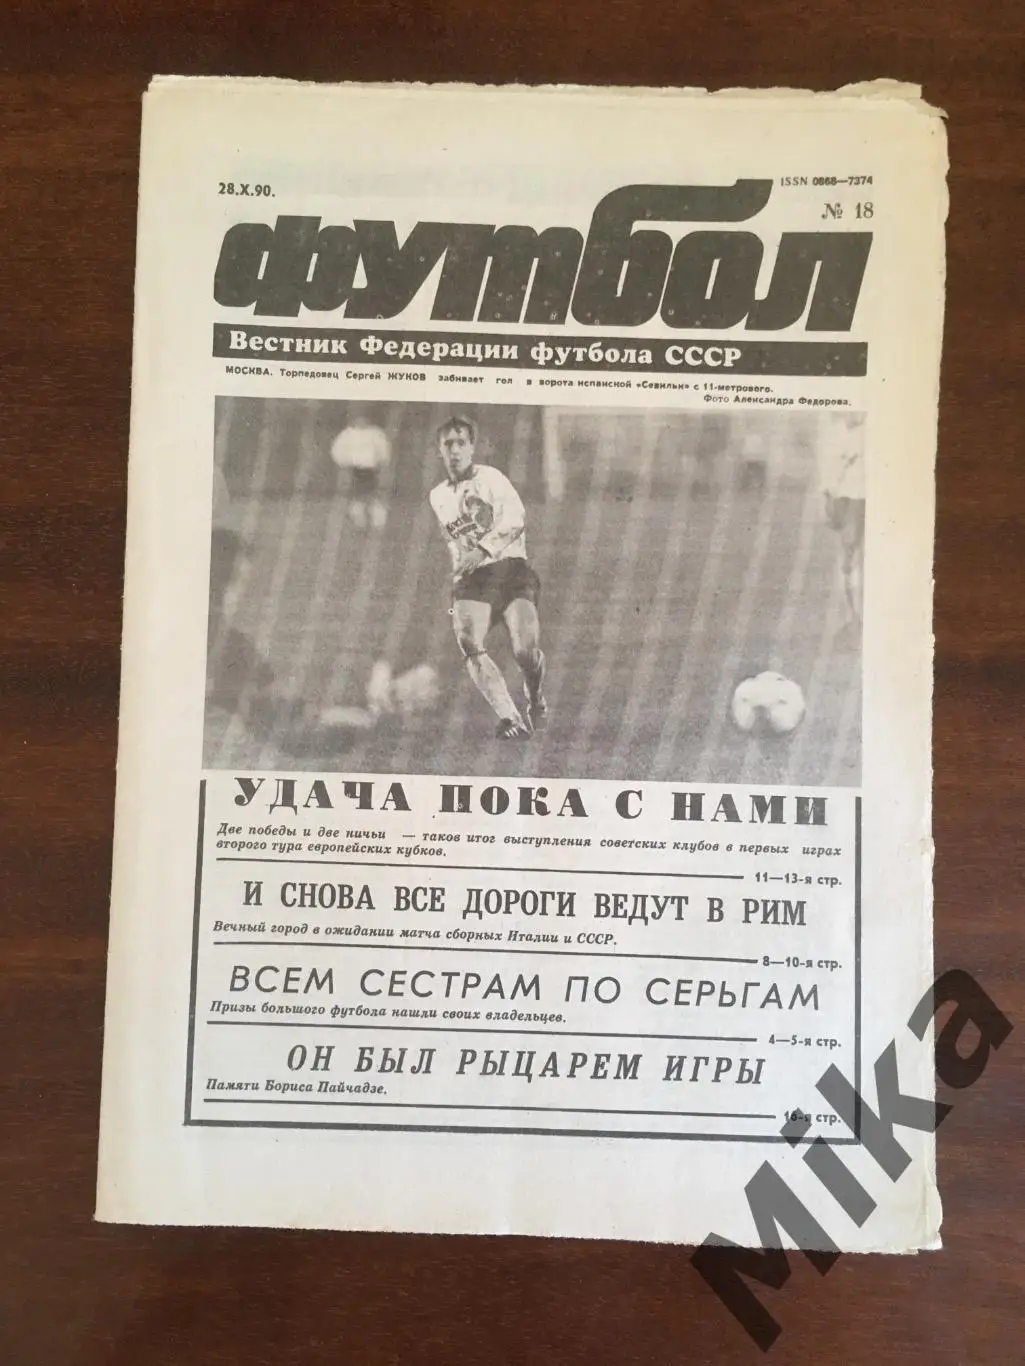 28.X.90.
ISSN 0868—7374
№ 18
футбол
Вестник Федерации футбола СССР
МОСКВА. Торпедовец Сергей ЖУКОВ забивает гол в ворота испанской «Севильи» с 11-метрового.
Фото Александра Федорова.
УДАЧА ПОКА С НАМИ
Две победы и две ничьи — таков итог выступления советских клубов в первых играх
второго тура европейских кубков.
11—13-я стр.
И СНОВА ВСЕ ДОРОГИ ВЕДУТ В РИМ
Вечный город в ожидании матча сборных Италии и СССР.
8—10-я стр.
ВСЕМ СЕСТРАМ ПО СЕРЬГАМ
Призы большого футбола нашли своих владельцев.
4—5-я стр.
ОН БЫЛ РЫЦАРЕМ ИГРЫ
Памяти Бориса Пайчадзе.
16-я стр.
Mika